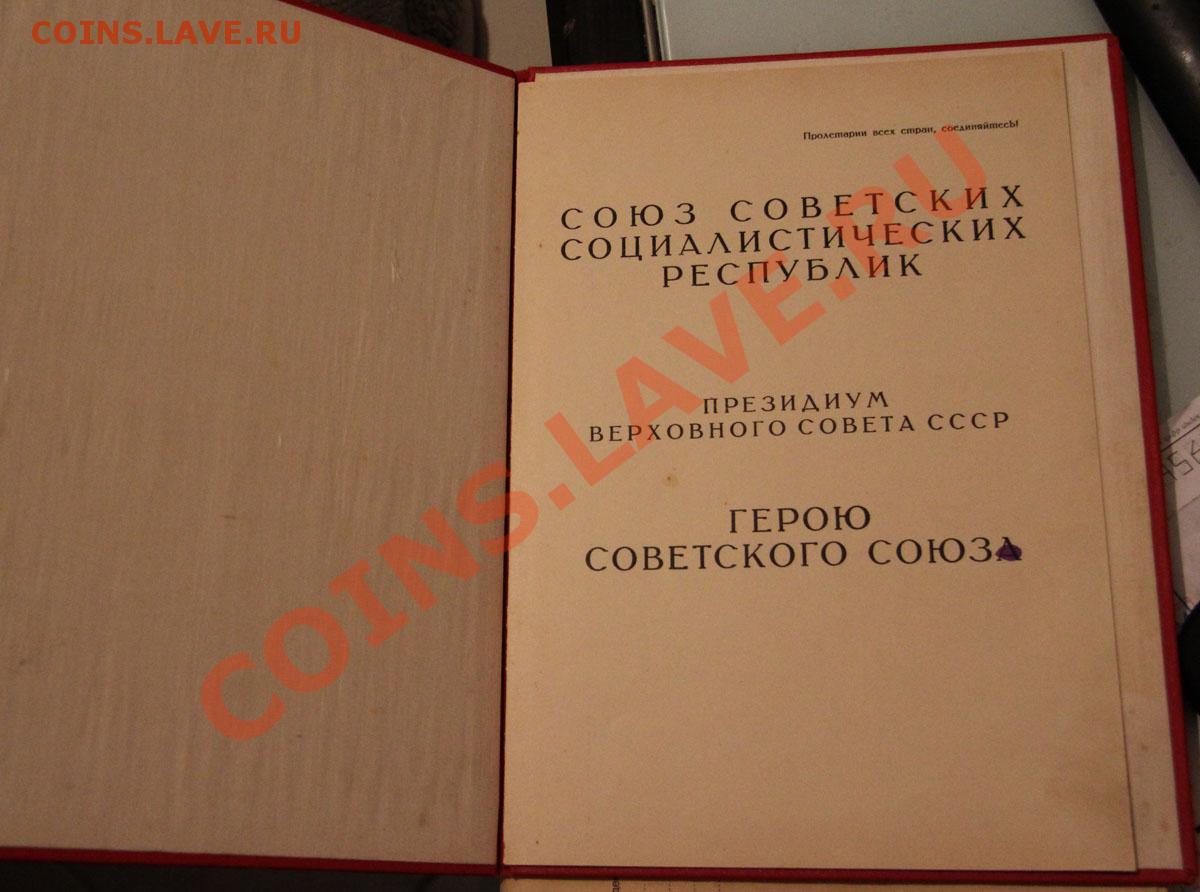 COINS.LAVE.RU
Пролетарии всех стран, соединяйтесь!
СОЮЗ СОВЕТСКИХ
СОЦИАЛИСТИЧЕСКИХ
РЕСПУБЛИК
ПРЕЗИДИУМ
ВЕРХОВНОГО СОВЕТА СССР
ГЕРОЮ
СОВЕТСКОГО СОЮЗА
COINS.LAVE.RU